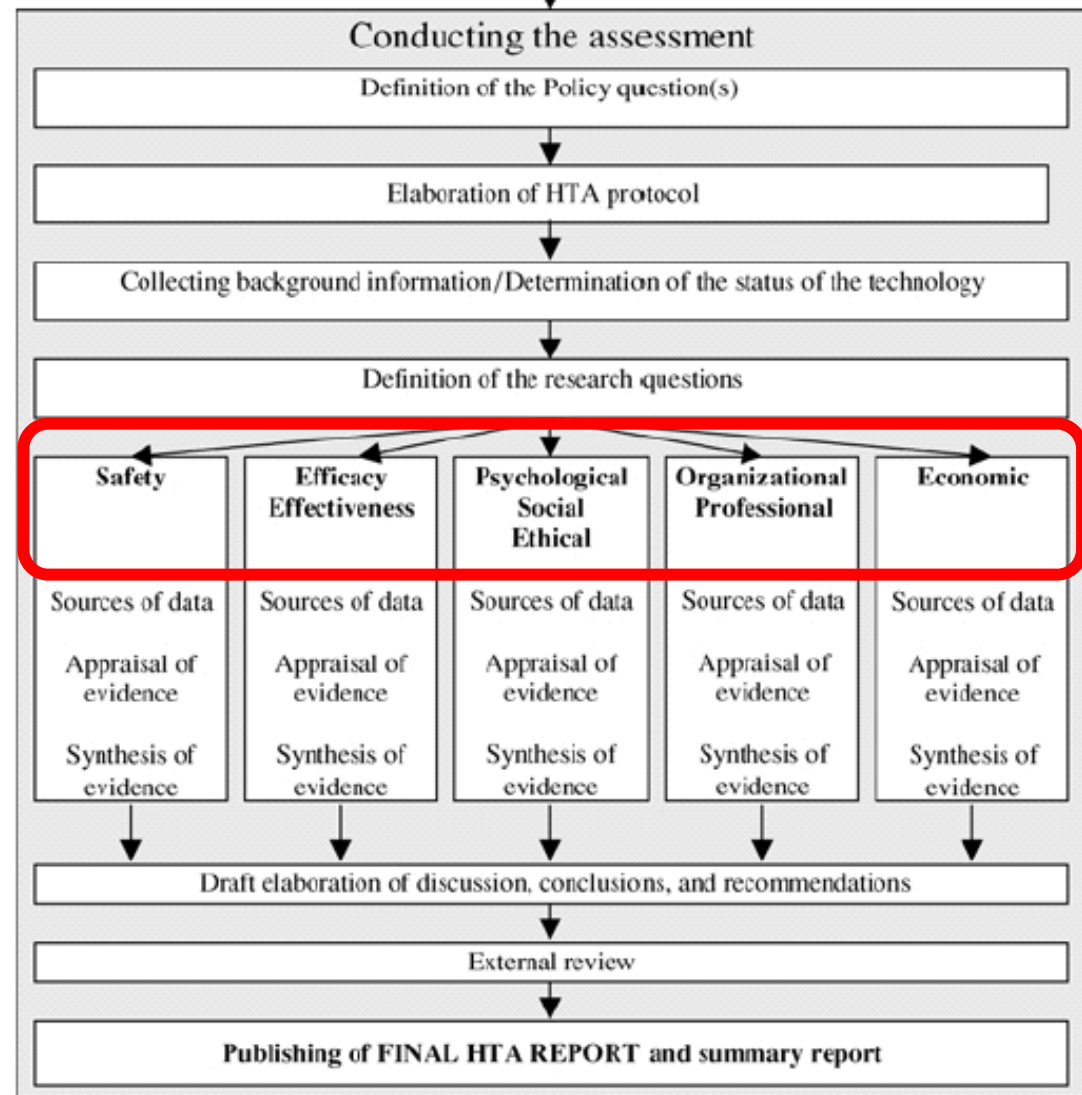 Conducting the assessment
Definition of the Policy question(s)
Elaboration of HTA protocol
Collecting background information/Determination of the status of the technology
Definition of the research questions
Safety
Sources of data
Appraisal of
evidence
Synthesis of
evidence
Efficacy
Effectiveness
Sources of data
Appraisal of
evidence
Synthesis of
evidence
Psychological
Social
Ethical
Sources of data
Appraisal of
evidence
Synthesis of
evidence
Organizational
Professional
Sources of data
Appraisal of
evidence
Synthesis of
evidence
Economic
Sources of data
Appraisal of
evidence
Synthesis of
evidence
Draft elaboration of discussion, conclusions, and recommendations
External review
Publishing of FINAL HTA REPORT and summary report